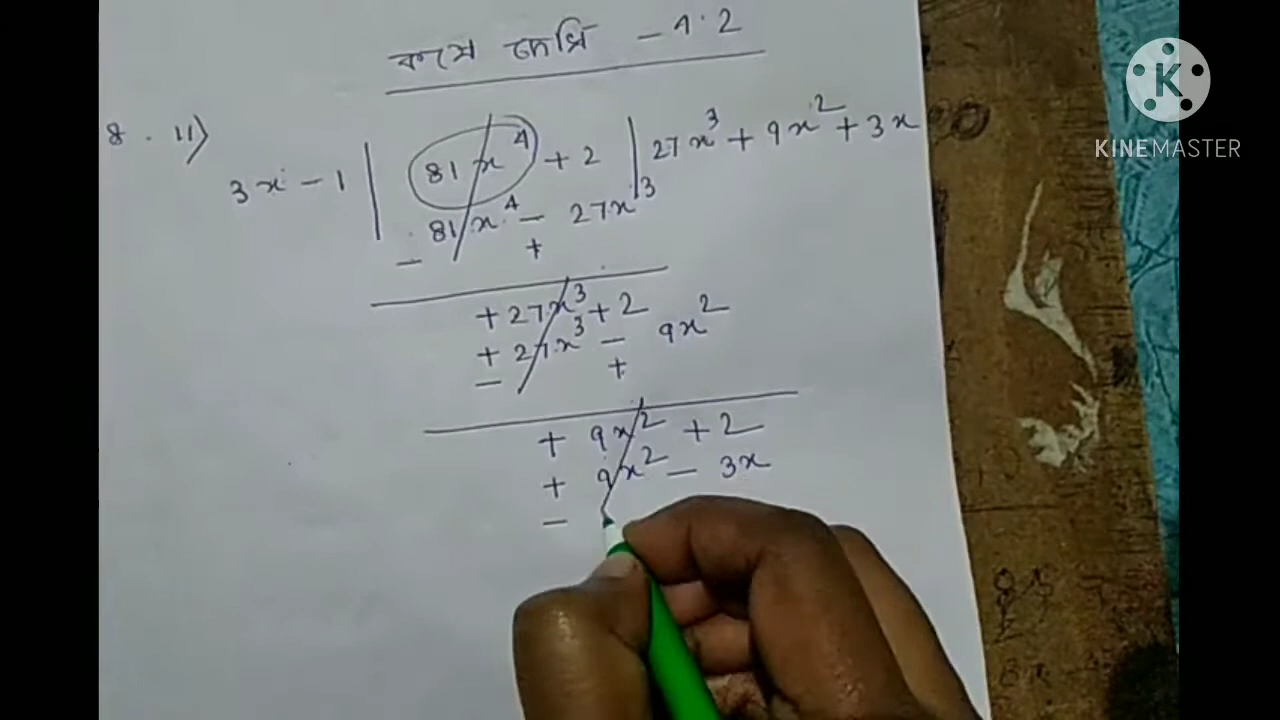 কষে দেখি – 1.2
8. 11)
3x – 1 | 81x⁴ + 2 | 27x³ + 9x² + 3x
81x⁴ – 27x³
– +
+ 27x³ + 2
+ 27x³ – 9x²
– +
+ 9x² + 2
+ 9x² – 3x
–
K
KINEMASTER